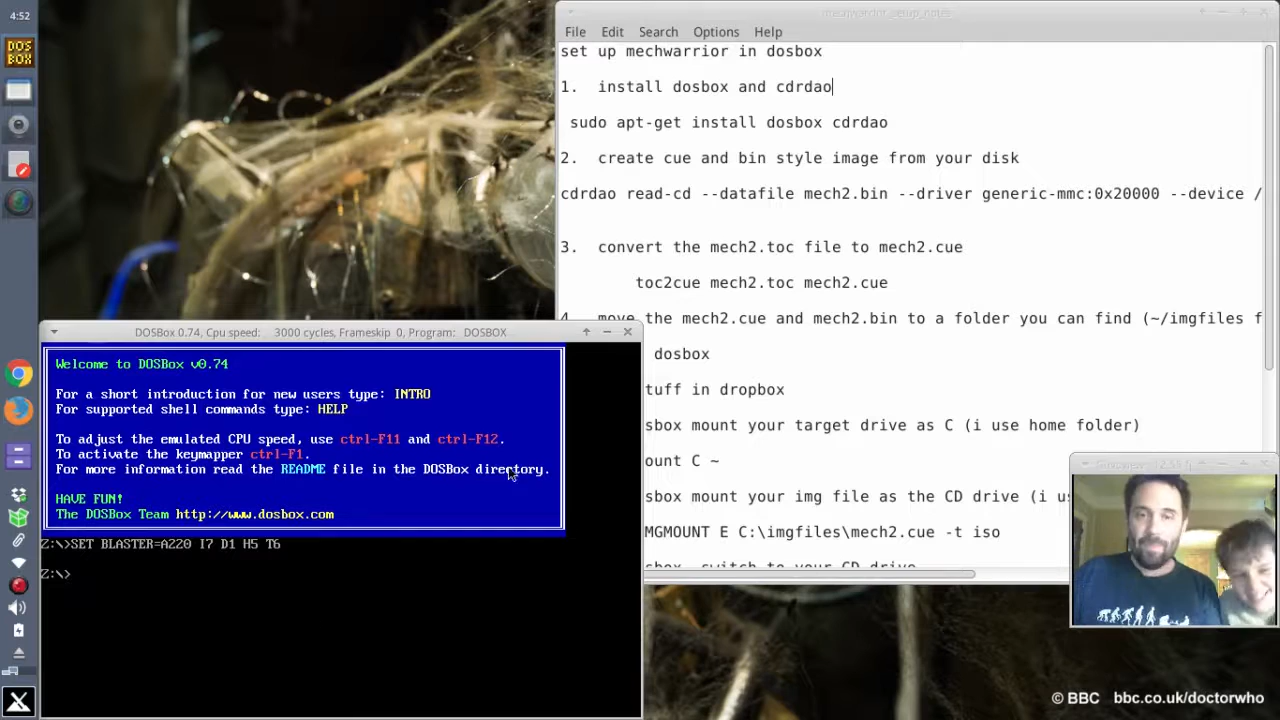 4:52
DOS
BOX
File Edit Search Options Help
set up mechwarrior in dosbox
1. install dosbox and cdrdao
sudo apt-get install dosbox cdrdao
2. create cue and bin style image from your disk
cdrdao read-cd --datafile mech2.bin --driver generic-mmc:0x20000 --device /
3. convert the mech2.toc file to mech2.cue
toc2cue mech2.toc mech2.cue
4. move the mech2.cue and mech2.bin to a folder you can find (~/imgfiles f
dosbox
tuff in dropbox
sbox mount your target drive as C (i use home folder)
ount C ~
sbox mount your img file as the CD drive (i us
MGMOUNT E C:\imgfiles\mech2.cue -t iso
sbox switch to your CD drive
DOSBox 0.74, Cpu speed: 3000 cycles, Frameskip 0, Program: DOSBOX
Welcome to DOSBox v0.74
For a short introduction for new users type: INTRO
For supported shell commands type: HELP
To adjust the emulated CPU speed, use ctrl-F11 and ctrl-F12.
To activate the keymapper ctrl-F1.
For more information read the README file in the DOSBox directory.
HAVE FUN!
The DOSBox Team http://www.dosbox.com
Z:\>SET BLASTER=A220 I7 D1 H5 T6
Z:\>
© BBC bbc.co.uk/doctorwho